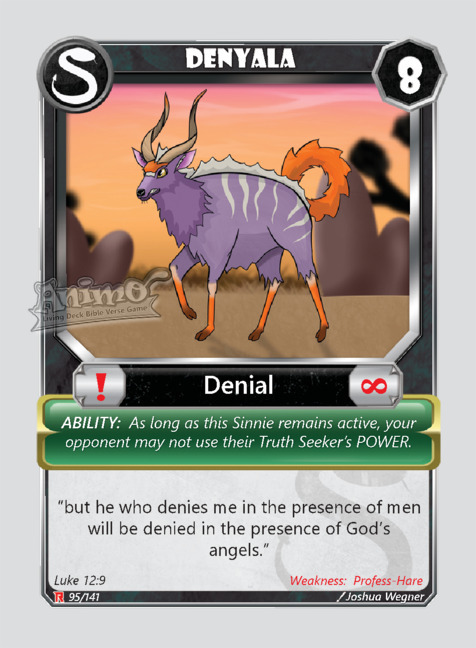 S
DENYALA
8
Animo
Living Deck Bible Verse Game
!
Denial
∞
ABILITY: As long as this Sinnie remains active, your
opponent may not use their Truth Seeker's POWER.
"but he who denies me in the presence of men
will be denied in the presence of God's
angels."
Luke 12:9
Weakness: Profess-Hare
R 95/141
Joshua Wegner